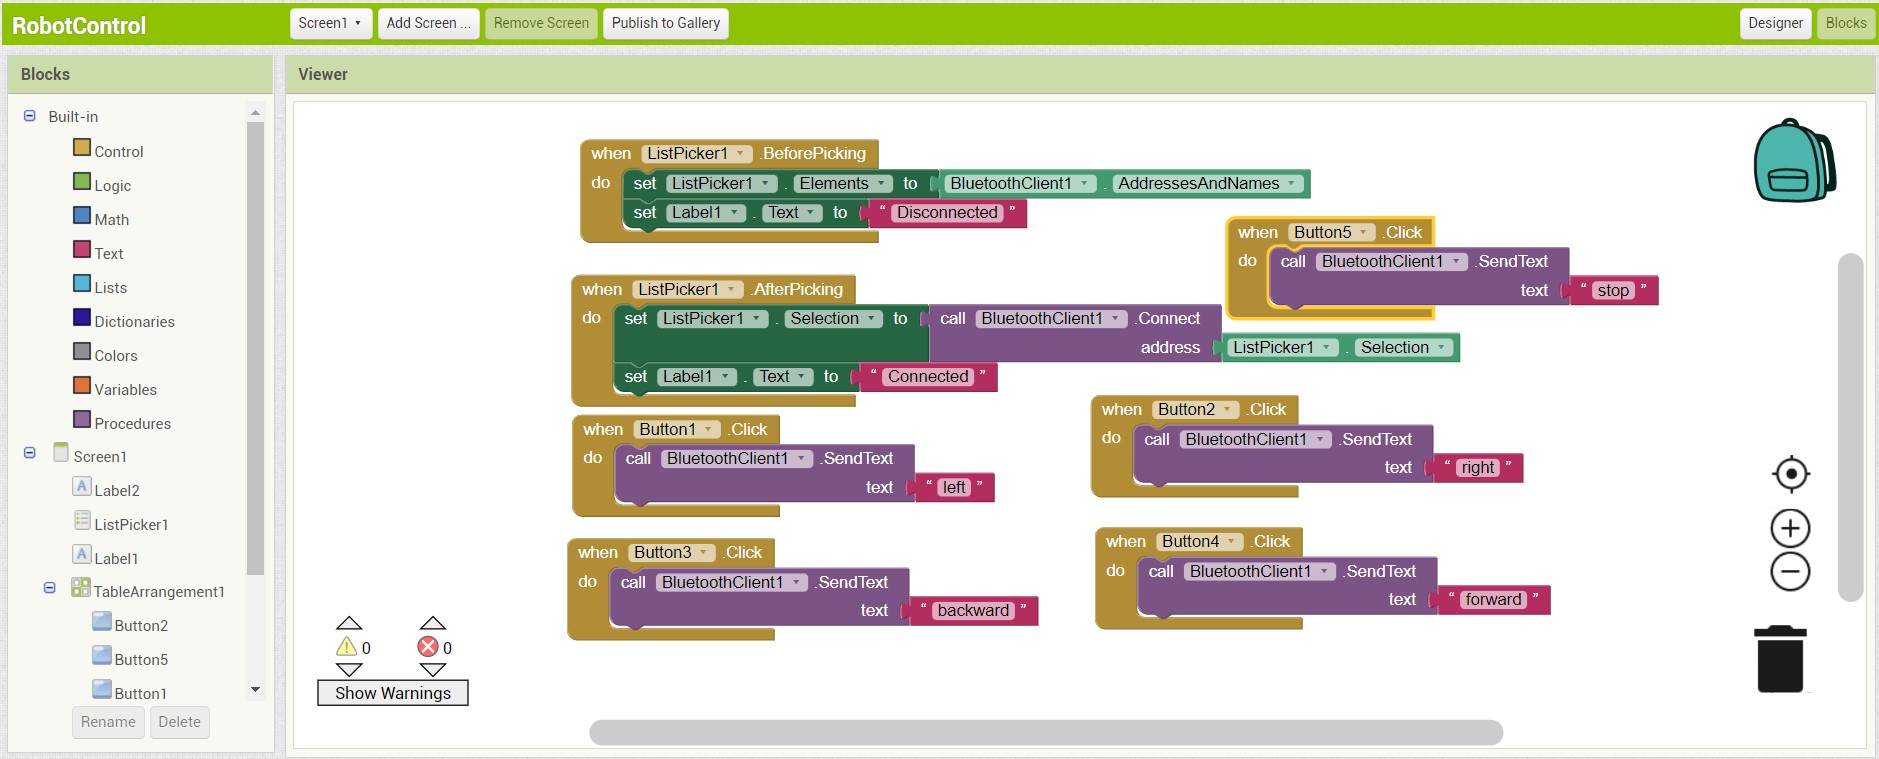 RobotControl
Screen1
Add Screen ...
Remove Screen
Publish to Gallery
Designer
Blocks
Blocks
Built-in
Control
Logic
Math
Text
Lists
Dictionaries
Colors
Variables
Procedures
Screen1
Label2
ListPicker1
Label1
TableArrangement1
Button2
Button5
Button1
Rename
Delete
Viewer
when ListPicker1 .BeforePicking
do set ListPicker1 . Elements to BluetoothClient1 . AddressesAndNames
set Label1 . Text to “ Disconnected ”
when Button5 .Click
do call BluetoothClient1 .SendText
text “ stop ”
when ListPicker1 .AfterPicking
do set ListPicker1 . Selection to call BluetoothClient1 .Connect
address ListPicker1 . Selection
set Label1 . Text to “ Connected ”
when Button1 .Click
do call BluetoothClient1 .SendText
text “ left ”
when Button2 .Click
do call BluetoothClient1 .SendText
text “ right ”
when Button3 .Click
do call BluetoothClient1 .SendText
text “ backward ”
when Button4 .Click
do call BluetoothClient1 .SendText
text “ forward ”
0
0
Show Warnings